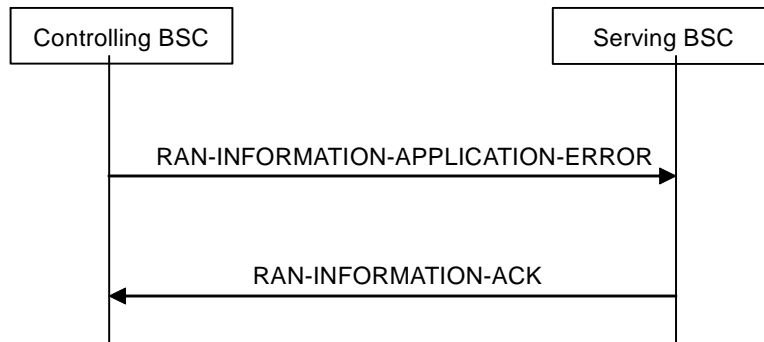 Controlling BSC
Serving BSC
RAN-INFORMATION-APPLICATION-ERROR
RAN-INFORMATION-ACK